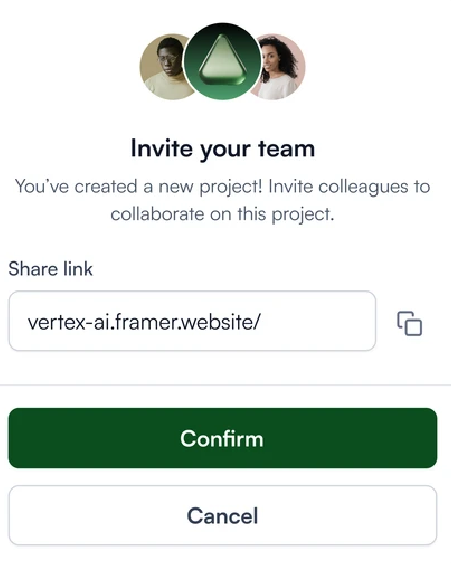 Invite your team
You’ve created a new project! Invite colleagues to
collaborate on this project.
Share link
vertex-ai.framer.website/
Confirm
Cancel